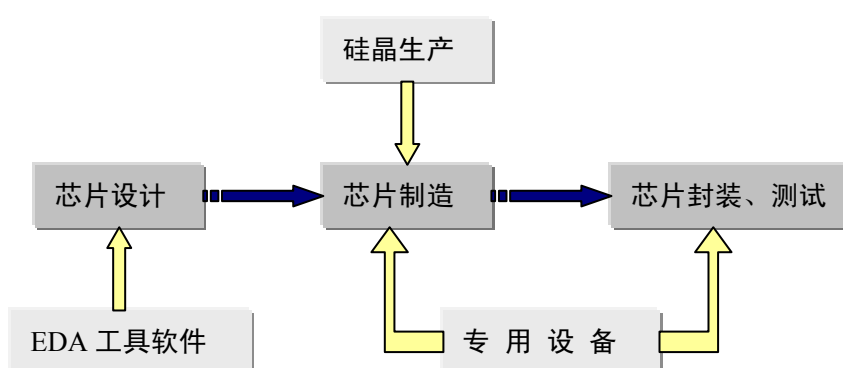 硅晶生产
芯片设计
芯片制造
芯片封装、测试
EDA 工具软件
专 用 设 备